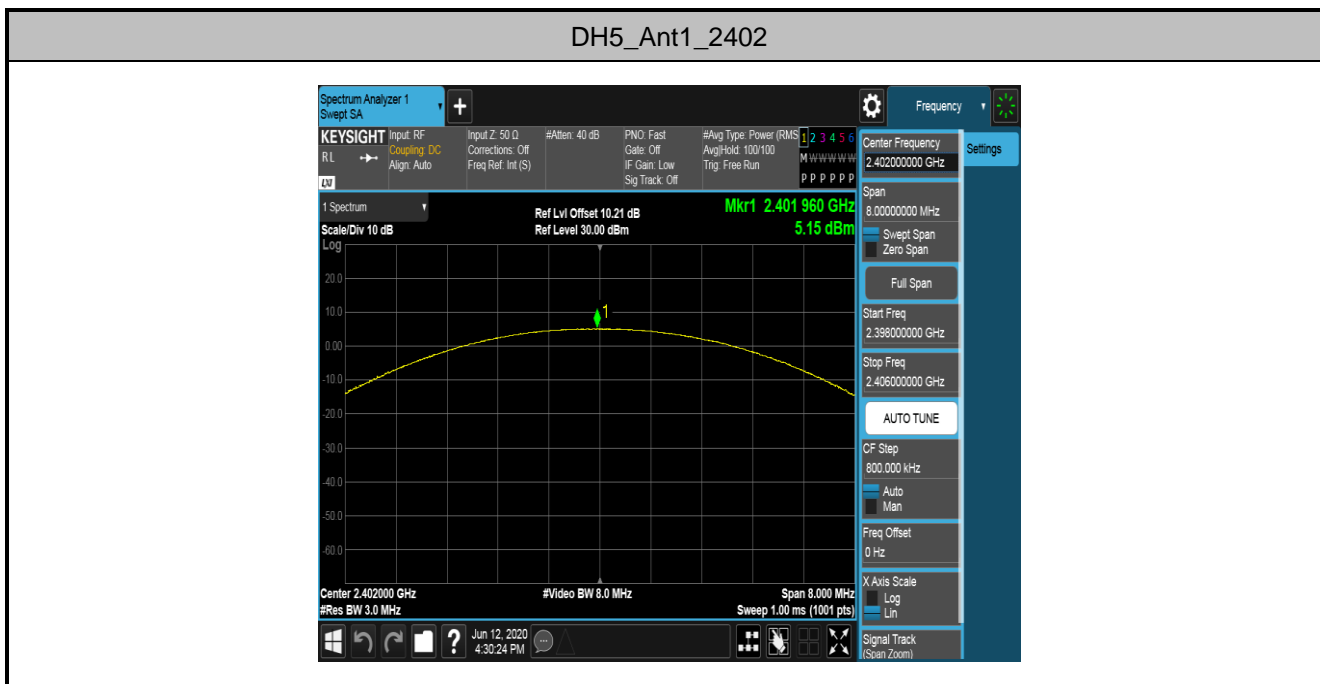 DH5_Ant1_2402
Spectrum Analyzer 1
Swept SA
Frequency
KEYSIGHT
RL
LXI
Input: RF
Coupling: DC
Align: Auto
Input Z: 50 Ω
Corrections: Off
Freq Ref: Int (S)
#Atten: 40 dB
PNO: Fast
Gate: Off
IF Gain: Low
Sig Track: Off
#Avg Type: Power (RMS
Avg|Hold: 100/100
Trig: Free Run
1 2 3 4 5 6
M W W W W W
P P P P P P
1 Spectrum
Scale/Div 10 dB
Log
Ref Lvl Offset 10.21 dB
Ref Level 30.00 dBm
Mkr1 2.401 960 GHz
5.15 dBm
20.0
10.0
0.00
-10.0
-20.0
-30.0
-40.0
-50.0
-60.0
1
Center 2.402000 GHz
#Res BW 3.0 MHz
#Video BW 8.0 MHz
Span 8.000 MHz
Sweep 1.00 ms (1001 pts)
Jun 12, 2020
4:30:24 PM
Center Frequency
2.402000000 GHz
Settings
Span
8.00000000 MHz
Swept Span
Zero Span
Full Span
Start Freq
2.398000000 GHz
Stop Freq
2.406000000 GHz
AUTO TUNE
CF Step
800.000 kHz
Auto
Man
Freq Offset
0 Hz
X Axis Scale
Log
Lin
Signal Track
(Span Zoom)